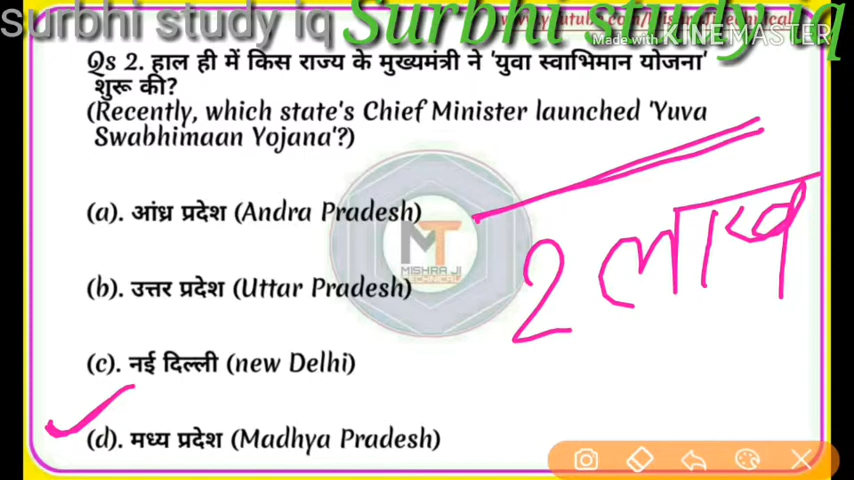 Surbhi study iq
Surbhi study iq
Made with KINEMASTER
Qs 2. हाल ही में किस राज्य के मुख्यमंत्री ने 'युवा स्वाभिमान योजना'
शुरू की?
(Recently, which state's Chief Minister launched 'Yuva
Swabhimaan Yojana'?)
(a). आंध्र प्रदेश (Andra Pradesh)
2 लाख
MT
MISHRA JI
TECHNICAL
(b). उत्तर प्रदेश (Uttar Pradesh)
(c). नई दिल्ली (new Delhi)
(d). मध्य प्रदेश (Madhya Pradesh)